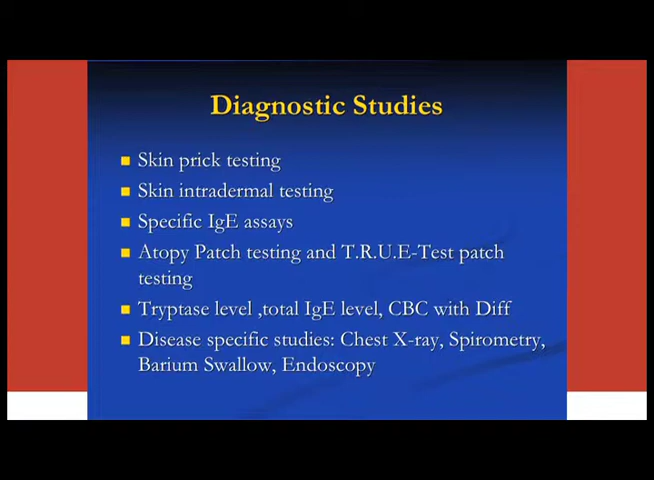 Diagnostic Studies
Skin prick testing
Skin intradermal testing
Specific IgE assays
Atopy Patch testing and T.R.U.E-Test patch
testing
Tryptase level ,total IgE level, CBC with Diff
Disease specific studies: Chest X-ray, Spirometry,
Barium Swallow, Endoscopy